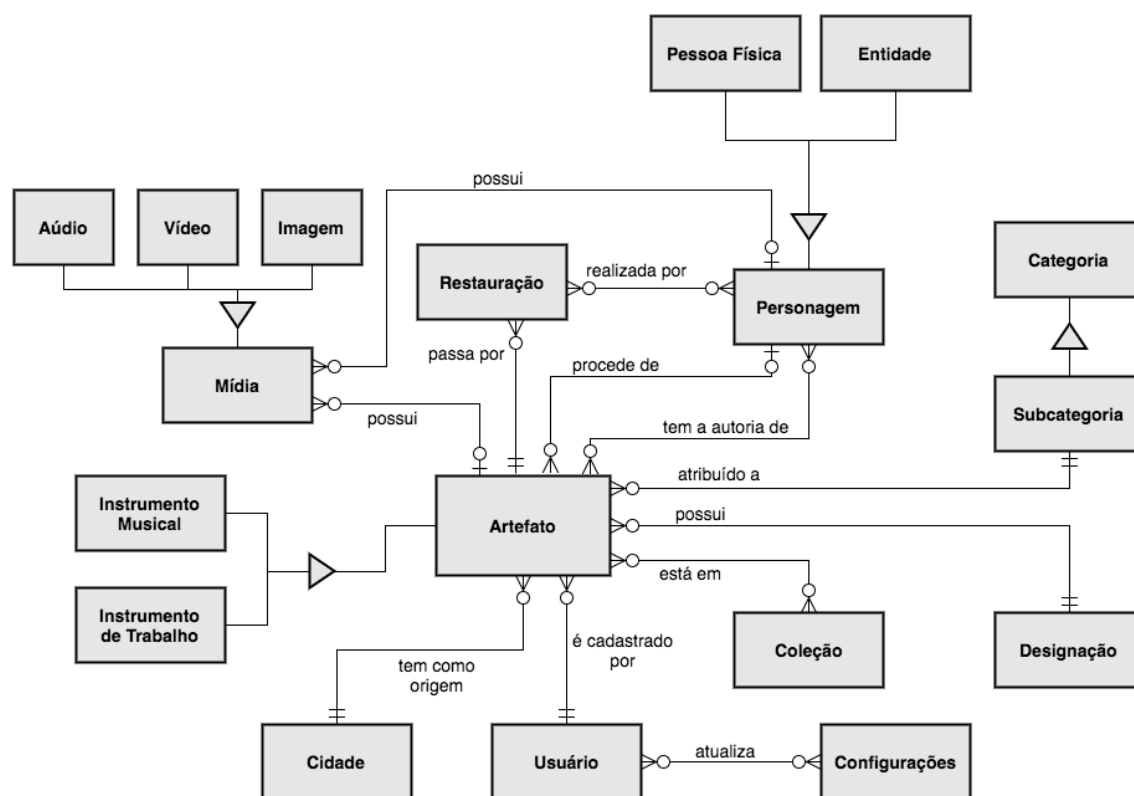 Pessoa Física
Entidade
possui
Aúdio
Vídeo
Imagem
Restauração
realizada por
Personagem
Categoria
passa por
procede de
Mídia
possui
tem a autoria de
Subcategoria
atribuído a
Instrumento
Musical
Artefato
possui
está em
Instrumento
de Trabalho
é cadastrado
por
Coleção
Designação
tem como
origem
Cidade
Usuário
atualiza
Configurações